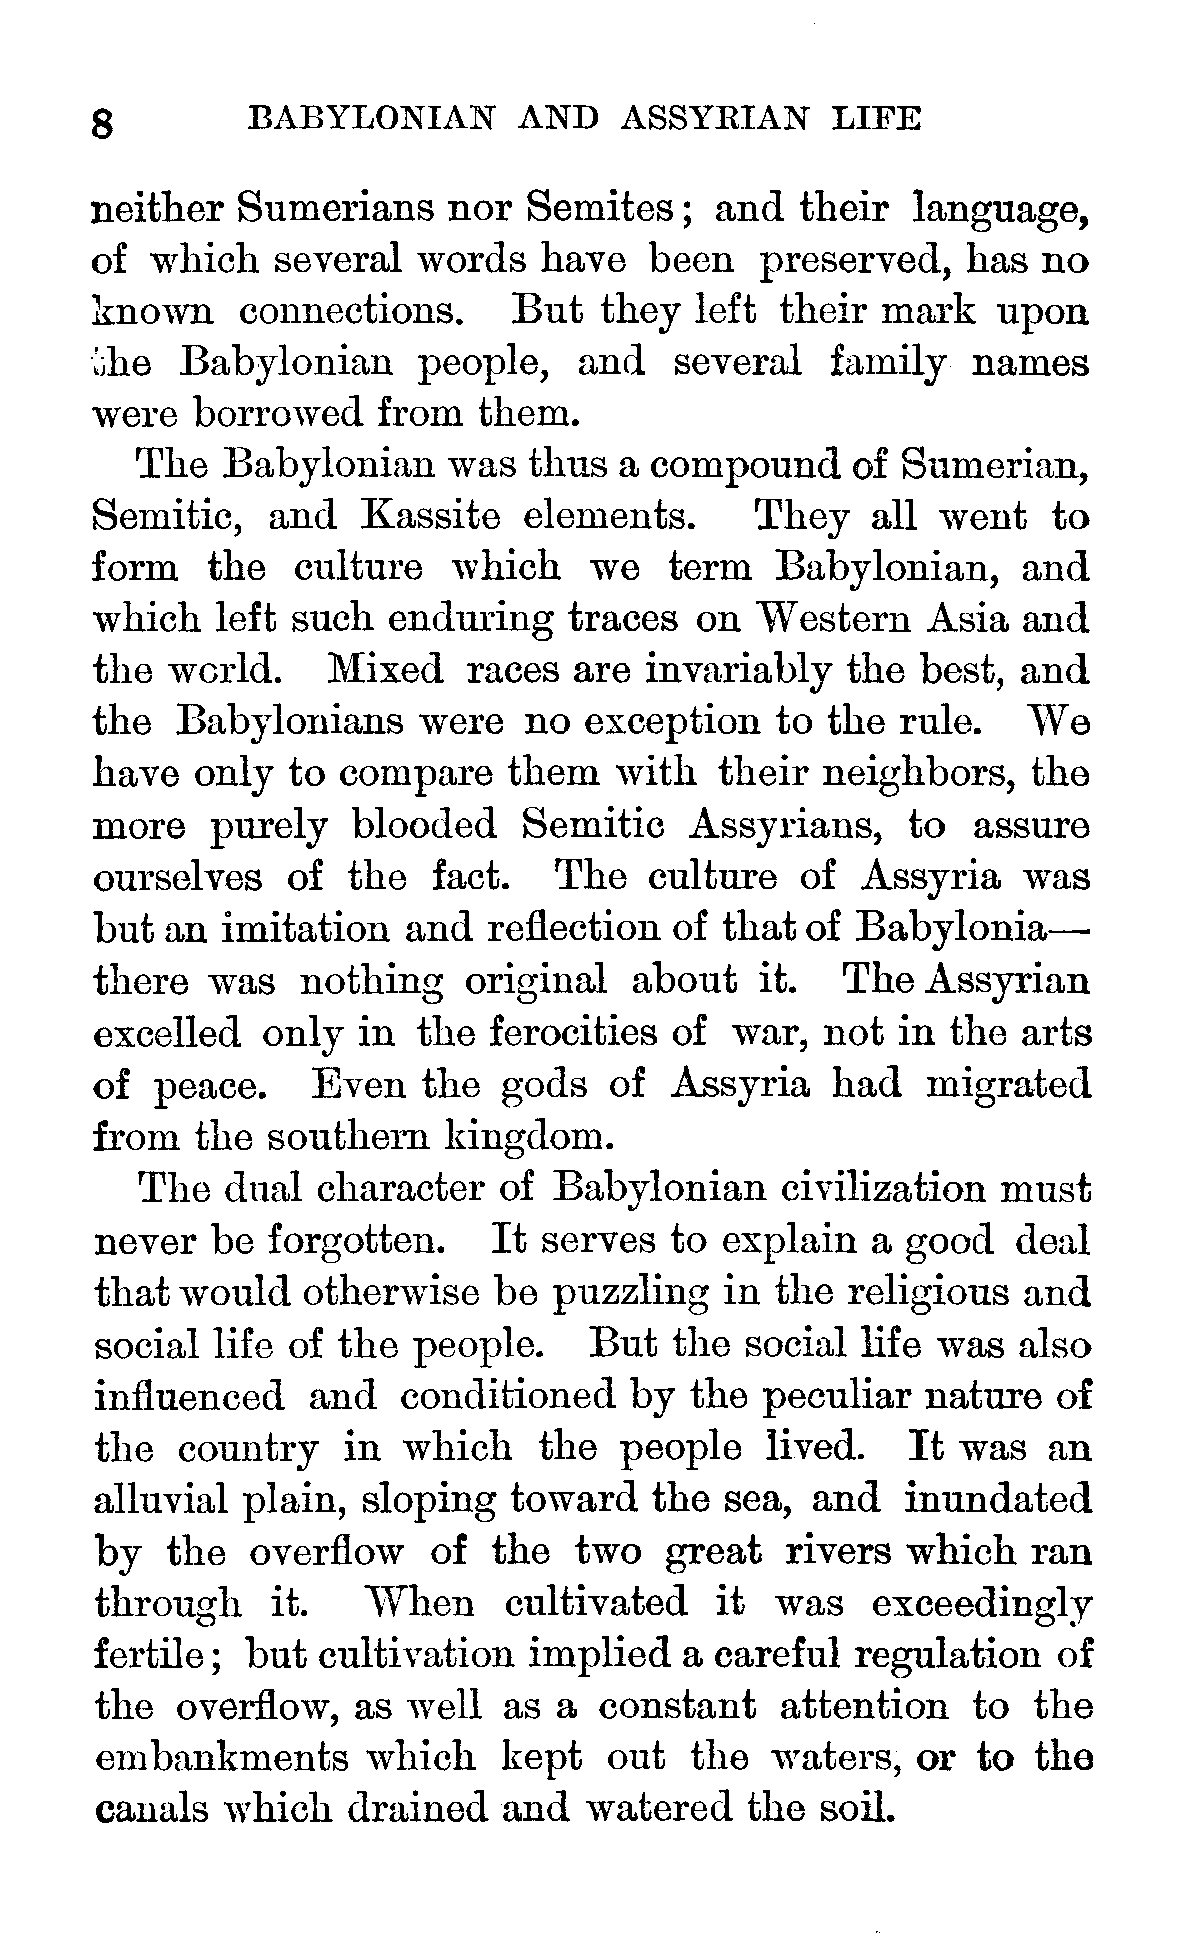 8 BABYLONIAN AND ASSYRIAN LIFE
neither Sumerians nor Semites; and their language,
of which several words have been preserved, has no
known connections. But they left their mark upon
the Babylonian people, and several family names
were borrowed from them.
The Babylonian was thus a compound of Sumerian,
Semitic, and Kassite elements. They all went to
form the culture which we term Babylonian, and
which left such enduring traces on Western Asia and
the world. Mixed races are invariably the best, and
the Babylonians were no exception to the rule. We
have only to compare them with their neighbors, the
more purely blooded Semitic Assyrians, to assure
ourselves of the fact. The culture of Assyria was
but an imitation and reflection of that of Babylonia—
there was nothing original about it. The Assyrian
excelled only in the ferocities of war, not in the arts
of peace. Even the gods of Assyria had migrated
from the southern kingdom.
The dual character of Babylonian civilization must
never be forgotten. It serves to explain a good deal
that would otherwise be puzzling in the religious and
social life of the people. But the social life was also
influenced and conditioned by the peculiar nature of
the country in which the people lived. It was an
alluvial plain, sloping toward the sea, and inundated
by the overflow of the two great rivers which ran
through it. When cultivated it was exceedingly
fertile; but cultivation implied a careful regulation of
the overflow, as well as a constant attention to the
embankments which kept out the waters, or to the
canals which drained and watered the soil.